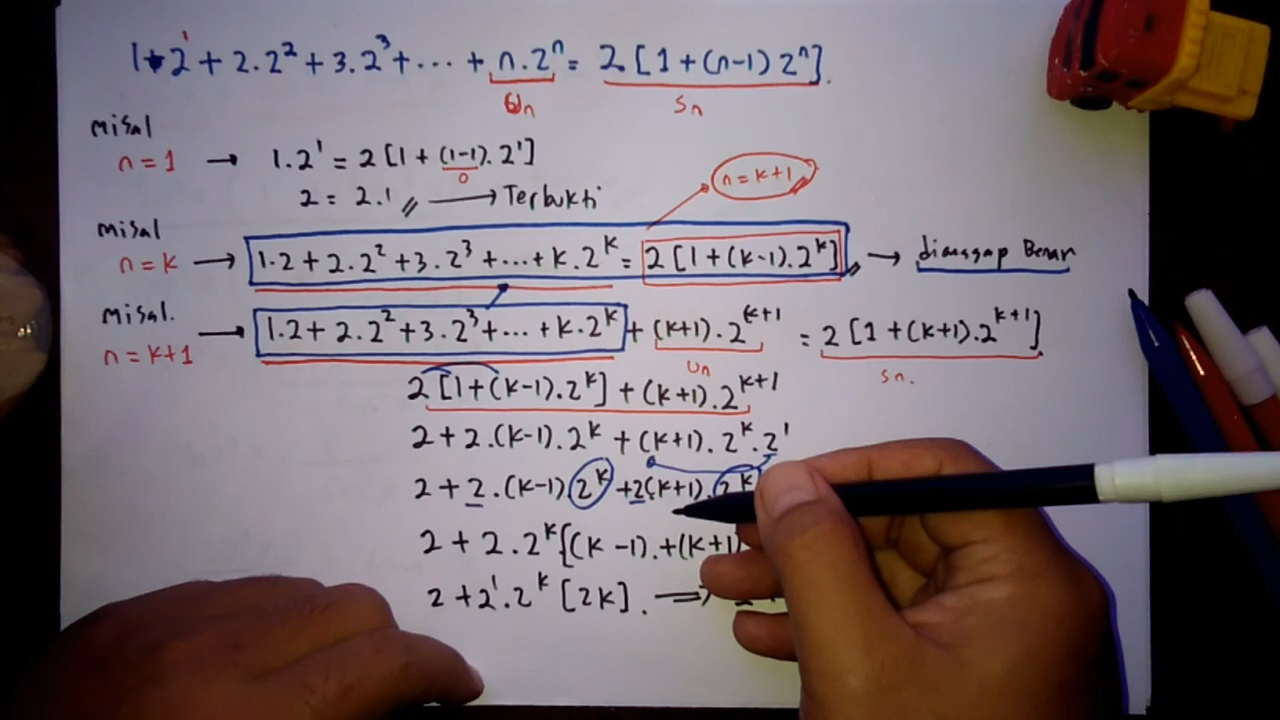 1·2¹ + 2.2² + 3.2³ + ... + n.2ⁿ = 2 [1 + (n-1) 2ⁿ].
Un Sn
Misal
n = 1 → 1.2¹ = 2 [1 + (1-1). 2¹]
0
2 = 2.1 → Terbukti
n = k+1
Misal
n = k → 1.2 + 2.2² + 3.2³ + ... + k.2ᵏ = 2 [1 + (k-1).2ᵏ] → dianggap Benar
Misal.
n = k+1 → 1.2 + 2.2² + 3.2³ + ... + k.2ᵏ + (k+1).2ᵏ⁺¹ = 2 [1 + (k+1).2ᵏ⁺¹]
Un Sn.
2 [1 + (k-1).2ᵏ] + (k+1).2ᵏ⁺¹
2 + 2.(k-1).2ᵏ + (k+1).2ᵏ.2¹
2 + 2.(k-1) 2ᵏ + 2(k+1).2ᵏ
2 + 2.2ᵏ{(k-1).+(k+1)
2 + 2¹.2ᵏ [2k]. ⟹